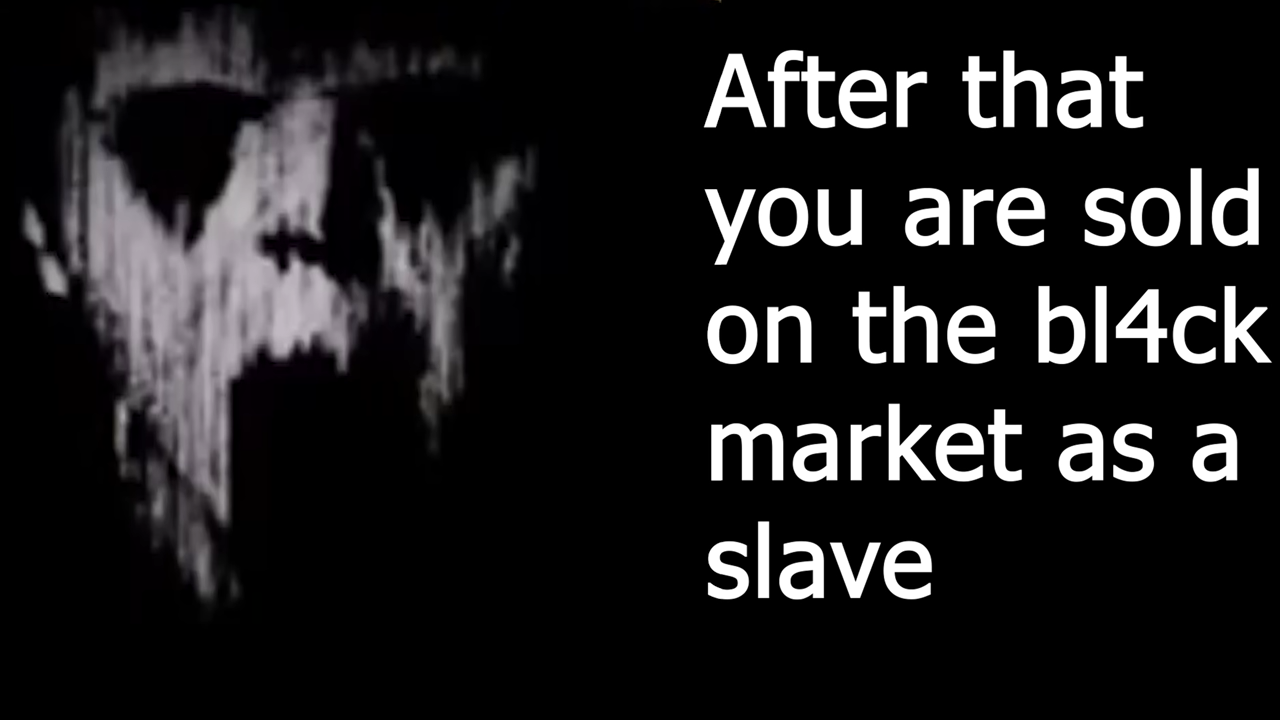 After that
you are sold
on the bl4ck
market as a
slave